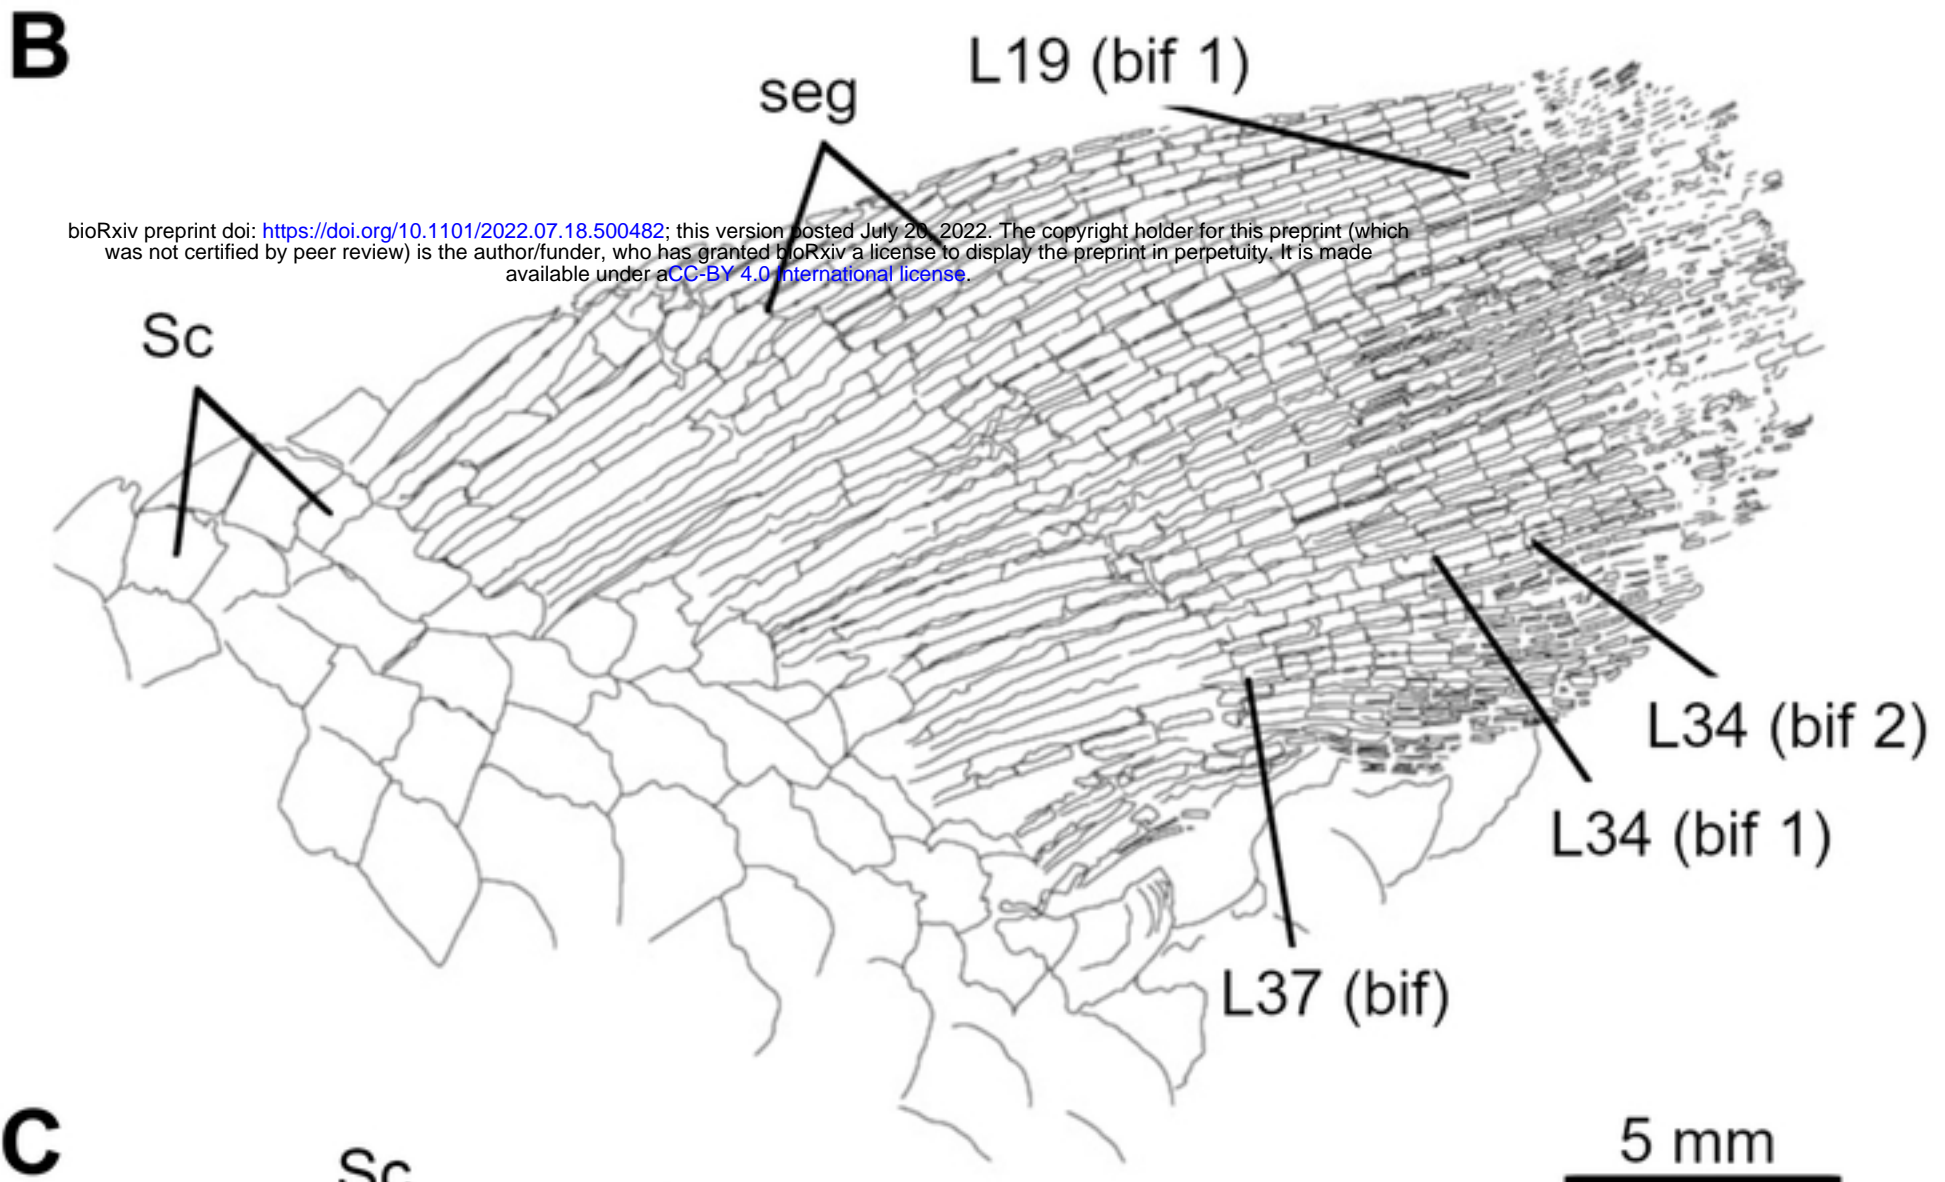 B
L19 (bif 1)
seg
bioRxiv preprint doi: https://doi.org/10.1101/2022.07.18.500482; this version posted July 20, 2022. The copyright holder for this preprint (which
was not certified by peer review) is the author/funder, who has granted bioRxiv a license to display the preprint in perpetuity. It is made
available under aCC-BY 4.0 International license.
Sc
L34 (bif 2)
L34 (bif 1)
L37 (bif)
C
5 mm
Sc